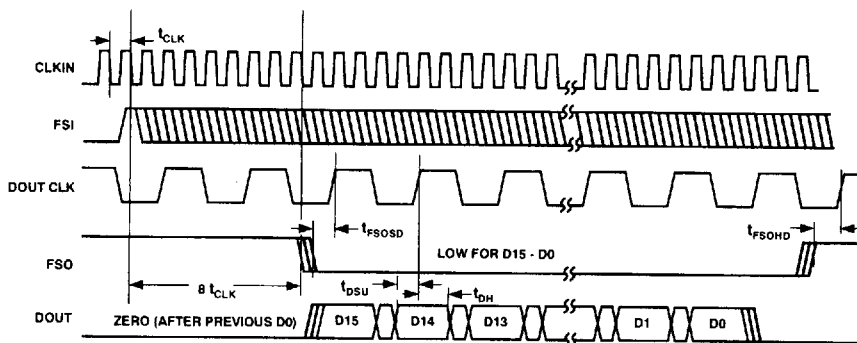 tCLK
CLKIN
FSI
DOUT CLK
tFSOSD
tFSOHD
LOW FOR D15 - D0
FSO
8 tCLK
tDSU
tDH
DOUT
ZERO (AFTER PREVIOUS D0)
D15
D14
D13
D1
D0